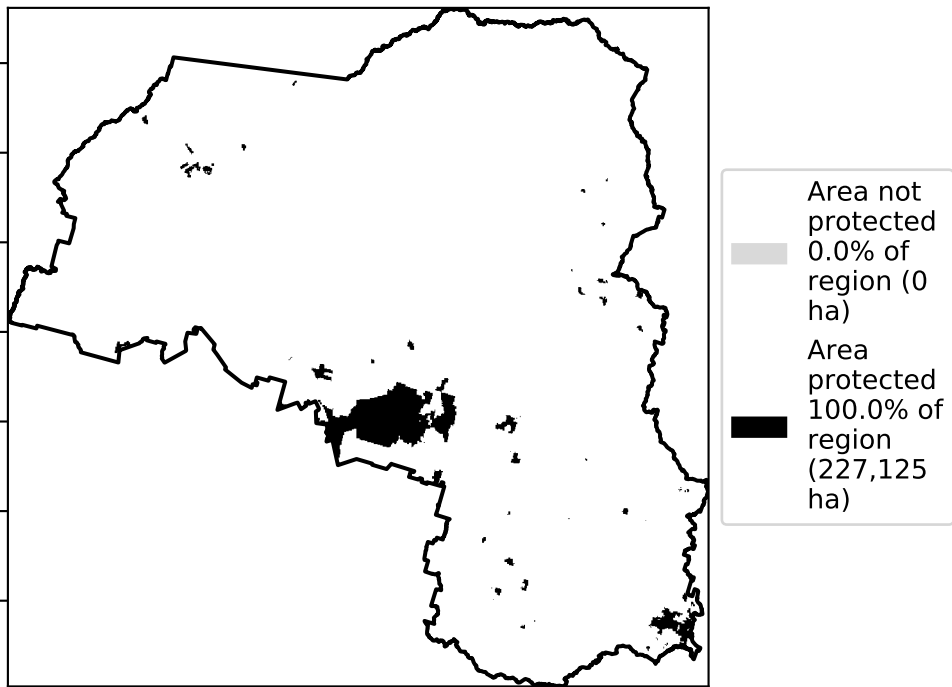 Area not
protected
0.0% of
region (0
ha)
Area
protected
100.0% of
region
(227,125
ha)